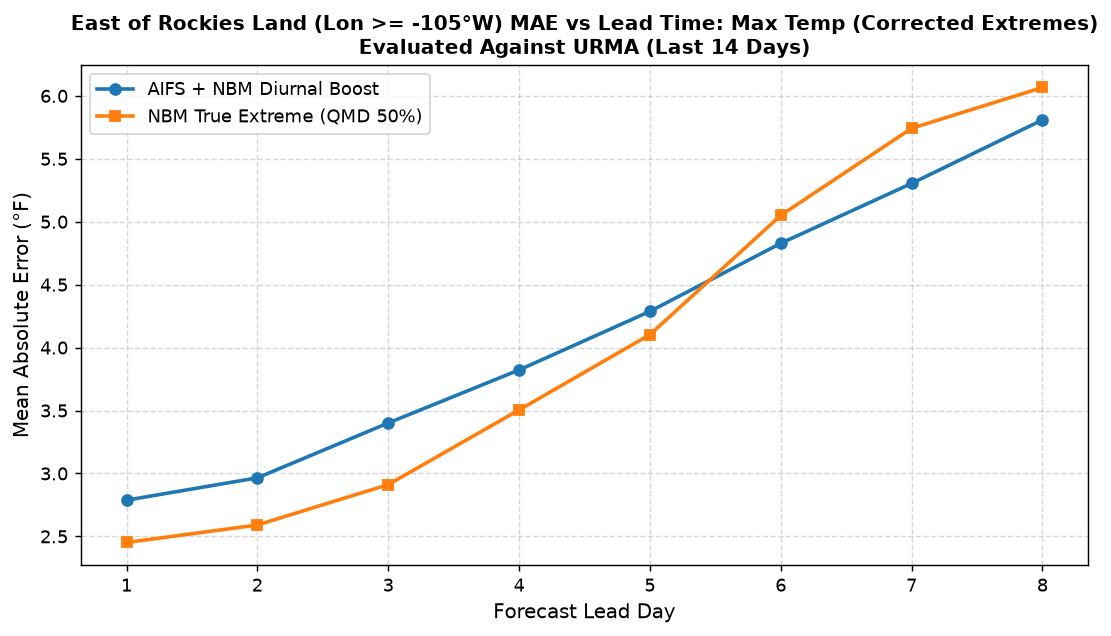 East of Rockies Land (Lon >= -105°W) MAE vs Lead Time: Max Temp (Corrected Extremes)
Evaluated Against URMA (Last 14 Days)
AIFS + NBM Diurnal Boost
NBM True Extreme (QMD 50%)
Mean Absolute Error (°F)
6.0
5.5
5.0
4.5
4.0
3.5
3.0
2.5
1 2 3 4 5 6 7 8
Forecast Lead Day